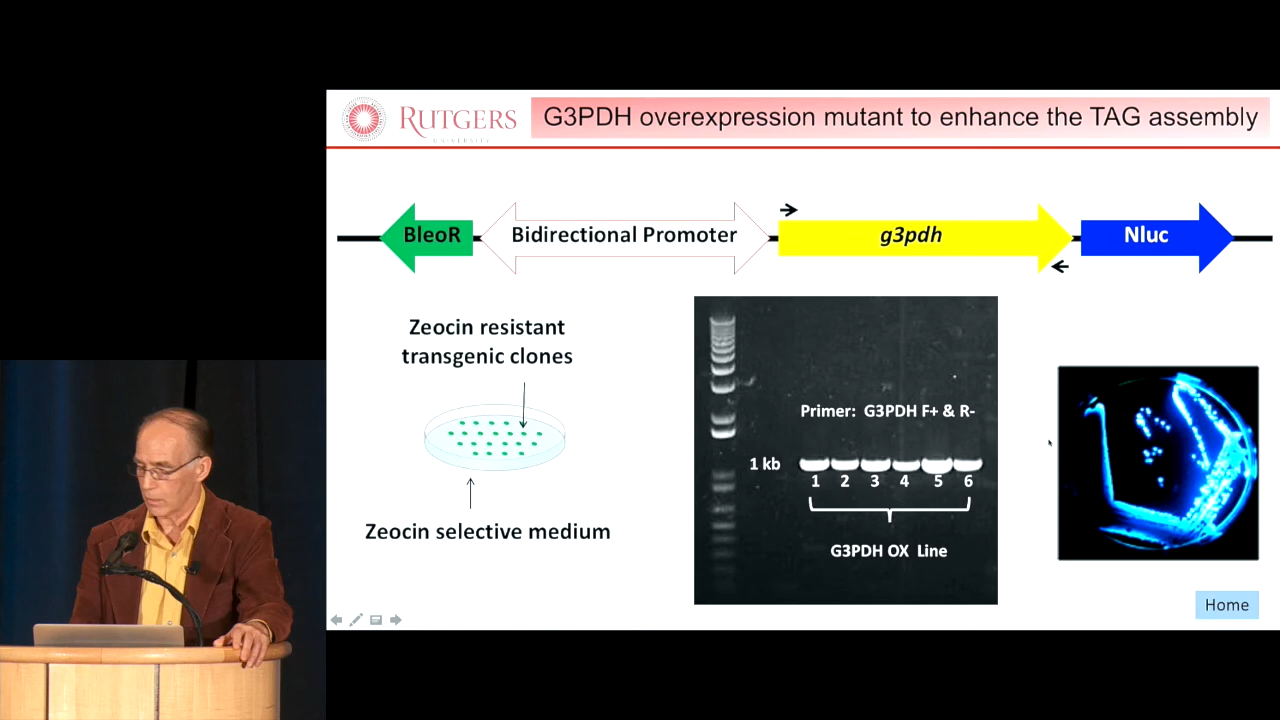 RUTGERS
UNIVERSITY
G3PDH overexpression mutant to enhance the TAG assembly
BleoR
Bidirectional Promoter
g3pdh
Nluc
Zeocin resistant
transgenic clones
Zeocin selective medium
Primer: G3PDH F+ & R-
1 kb
1 2 3 4 5 6
G3PDH OX Line
Home